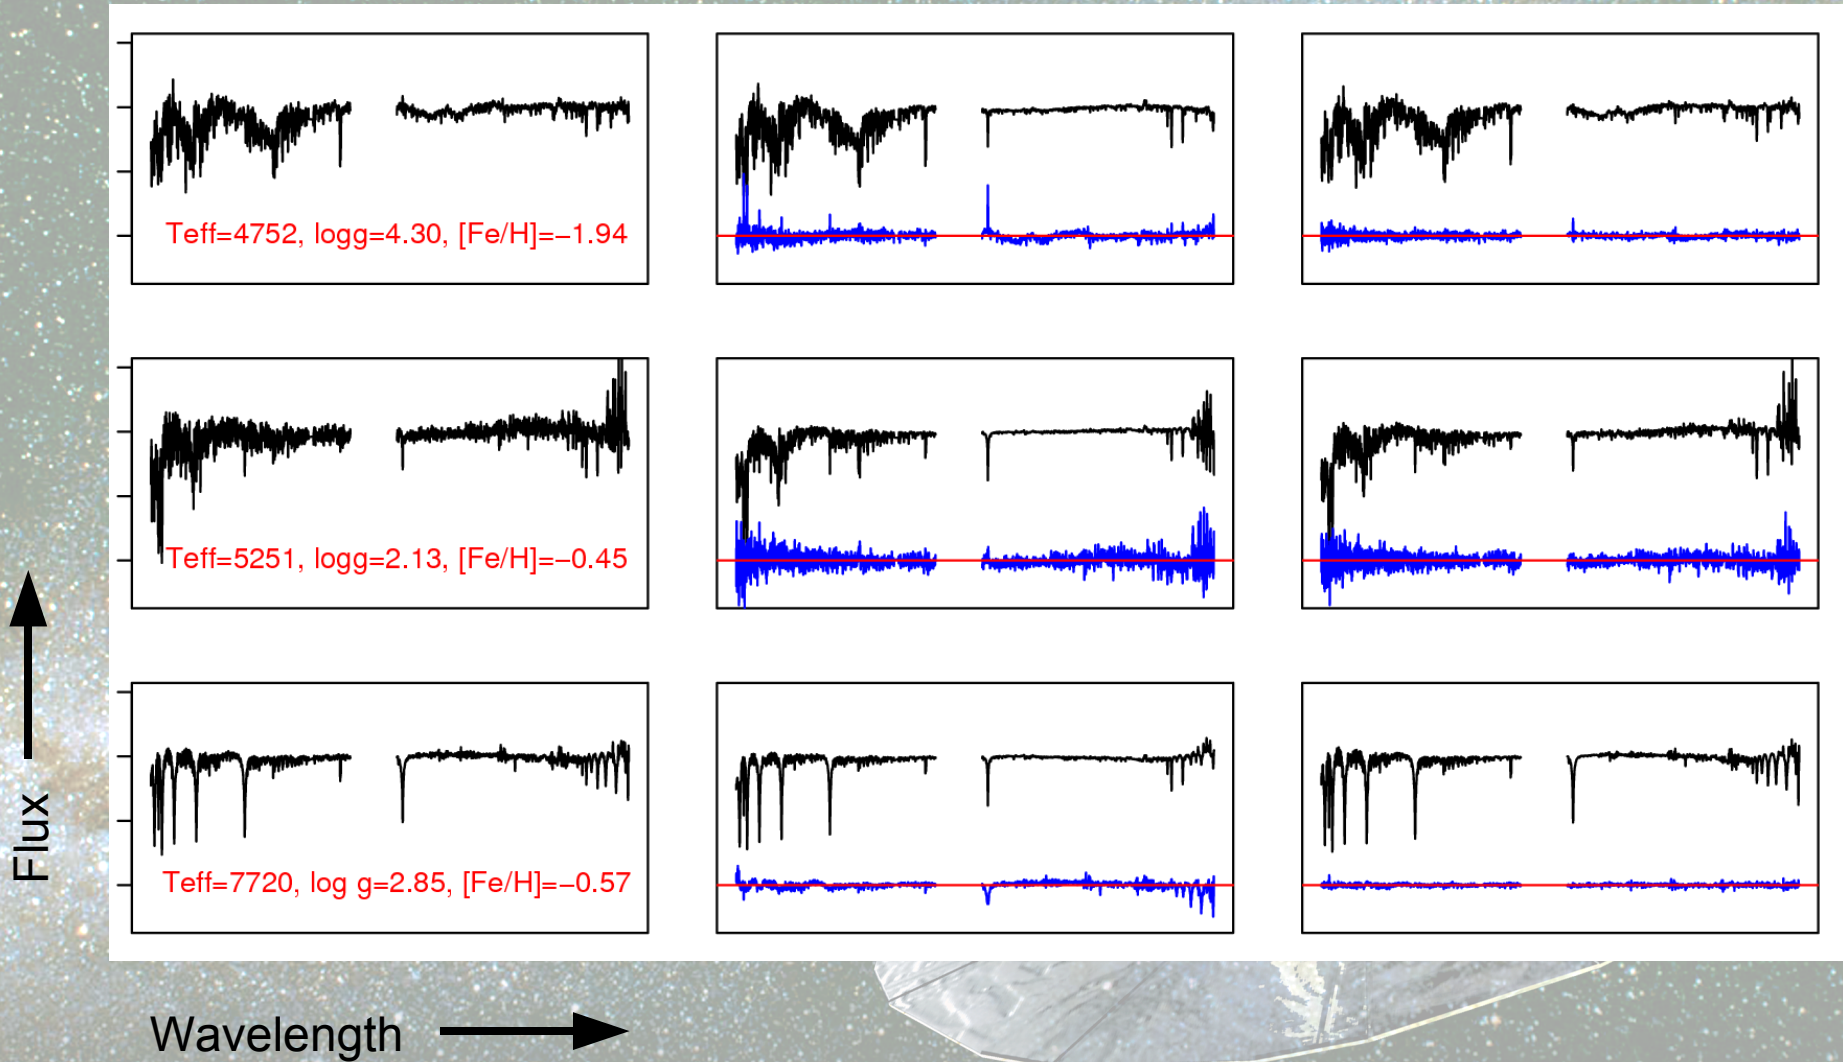 Teff=4752, logg=4.30, [Fe/H]=−1.94
Teff=5251, logg=2.13, [Fe/H]=−0.45
Teff=7720, log g=2.85, [Fe/H]=−0.57
Flux
Wavelength